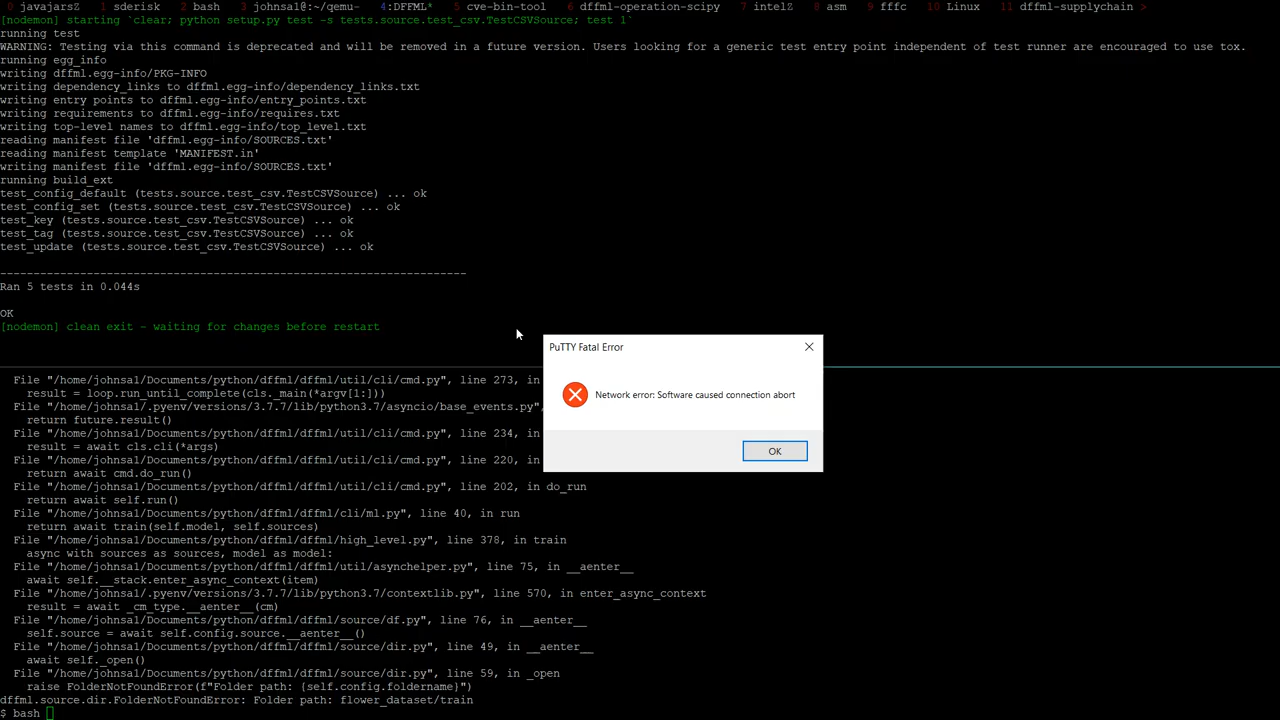 0 javajarsZ 1 sderisk 2 bash 3 johnsa1@:~/qemu- 4:DFFML* 5 cve-bin-tool 6 dffml-operation-scipy 7 intelZ 8 asm 9 fffc 10 Linux 11 dffml-supplychain >
[nodemon] starting `clear; python setup.py test -s tests.source.test_csv.TestCSVSource; test 1`
running test
WARNING: Testing via this command is deprecated and will be removed in a future version. Users looking for a generic test entry point independent of test runner are encouraged to use tox.
running egg_info
writing dffml.egg-info/PKG-INFO
writing dependency_links to dffml.egg-info/dependency_links.txt
writing entry points to dffml.egg-info/entry_points.txt
writing requirements to dffml.egg-info/requires.txt
writing top-level names to dffml.egg-info/top_level.txt
reading manifest file 'dffml.egg-info/SOURCES.txt'
reading manifest template 'MANIFEST.in'
writing manifest file 'dffml.egg-info/SOURCES.txt'
running build_ext
test_config_default (tests.source.test_csv.TestCSVSource) ... ok
test_config_set (tests.source.test_csv.TestCSVSource) ... ok
test_key (tests.source.test_csv.TestCSVSource) ... ok
test_tag (tests.source.test_csv.TestCSVSource) ... ok
test_update (tests.source.test_csv.TestCSVSource) ... ok
----------------------------------------------------------------------
Ran 5 tests in 0.044s
OK
[nodemon] clean exit - waiting for changes before restart
PuTTY Fatal Error
Network error: Software caused connection abort
OK
File "/home/johnsa1/Documents/python/dffml/dffml/util/cli/cmd.py", line 273, in
result = loop.run_until_complete(cls._main(*argv[1:]))
File "/home/johnsa1/.pyenv/versions/3.7.7/lib/python3.7/asyncio/base_events.py",
return future.result()
File "/home/johnsa1/Documents/python/dffml/dffml/util/cli/cmd.py", line 234, in
result = await cls.cli(*args)
File "/home/johnsa1/Documents/python/dffml/dffml/util/cli/cmd.py", line 220, in
return await cmd.do_run()
File "/home/johnsa1/Documents/python/dffml/dffml/util/cli/cmd.py", line 202, in do_run
return await self.run()
File "/home/johnsa1/Documents/python/dffml/dffml/cli/ml.py", line 40, in run
return await train(self.model, self.sources)
File "/home/johnsa1/Documents/python/dffml/dffml/high_level.py", line 378, in train
async with sources as sources, model as model:
File "/home/johnsa1/Documents/python/dffml/dffml/util/asynchelper.py", line 75, in __aenter__
await self.__stack.enter_async_context(item)
File "/home/johnsa1/.pyenv/versions/3.7.7/lib/python3.7/contextlib.py", line 570, in enter_async_context
result = await _cm_type.__aenter__(cm)
File "/home/johnsa1/Documents/python/dffml/dffml/source/df.py", line 76, in __aenter__
self.source = await self.config.source.__aenter__()
File "/home/johnsa1/Documents/python/dffml/dffml/source/dir.py", line 49, in __aenter__
await self._open()
File "/home/johnsa1/Documents/python/dffml/dffml/source/dir.py", line 59, in _open
raise FolderNotFoundError(f"Folder path: {self.config.foldername}")
dffml.source.dir.FolderNotFoundError: Folder path: flower_dataset/train
$ bash